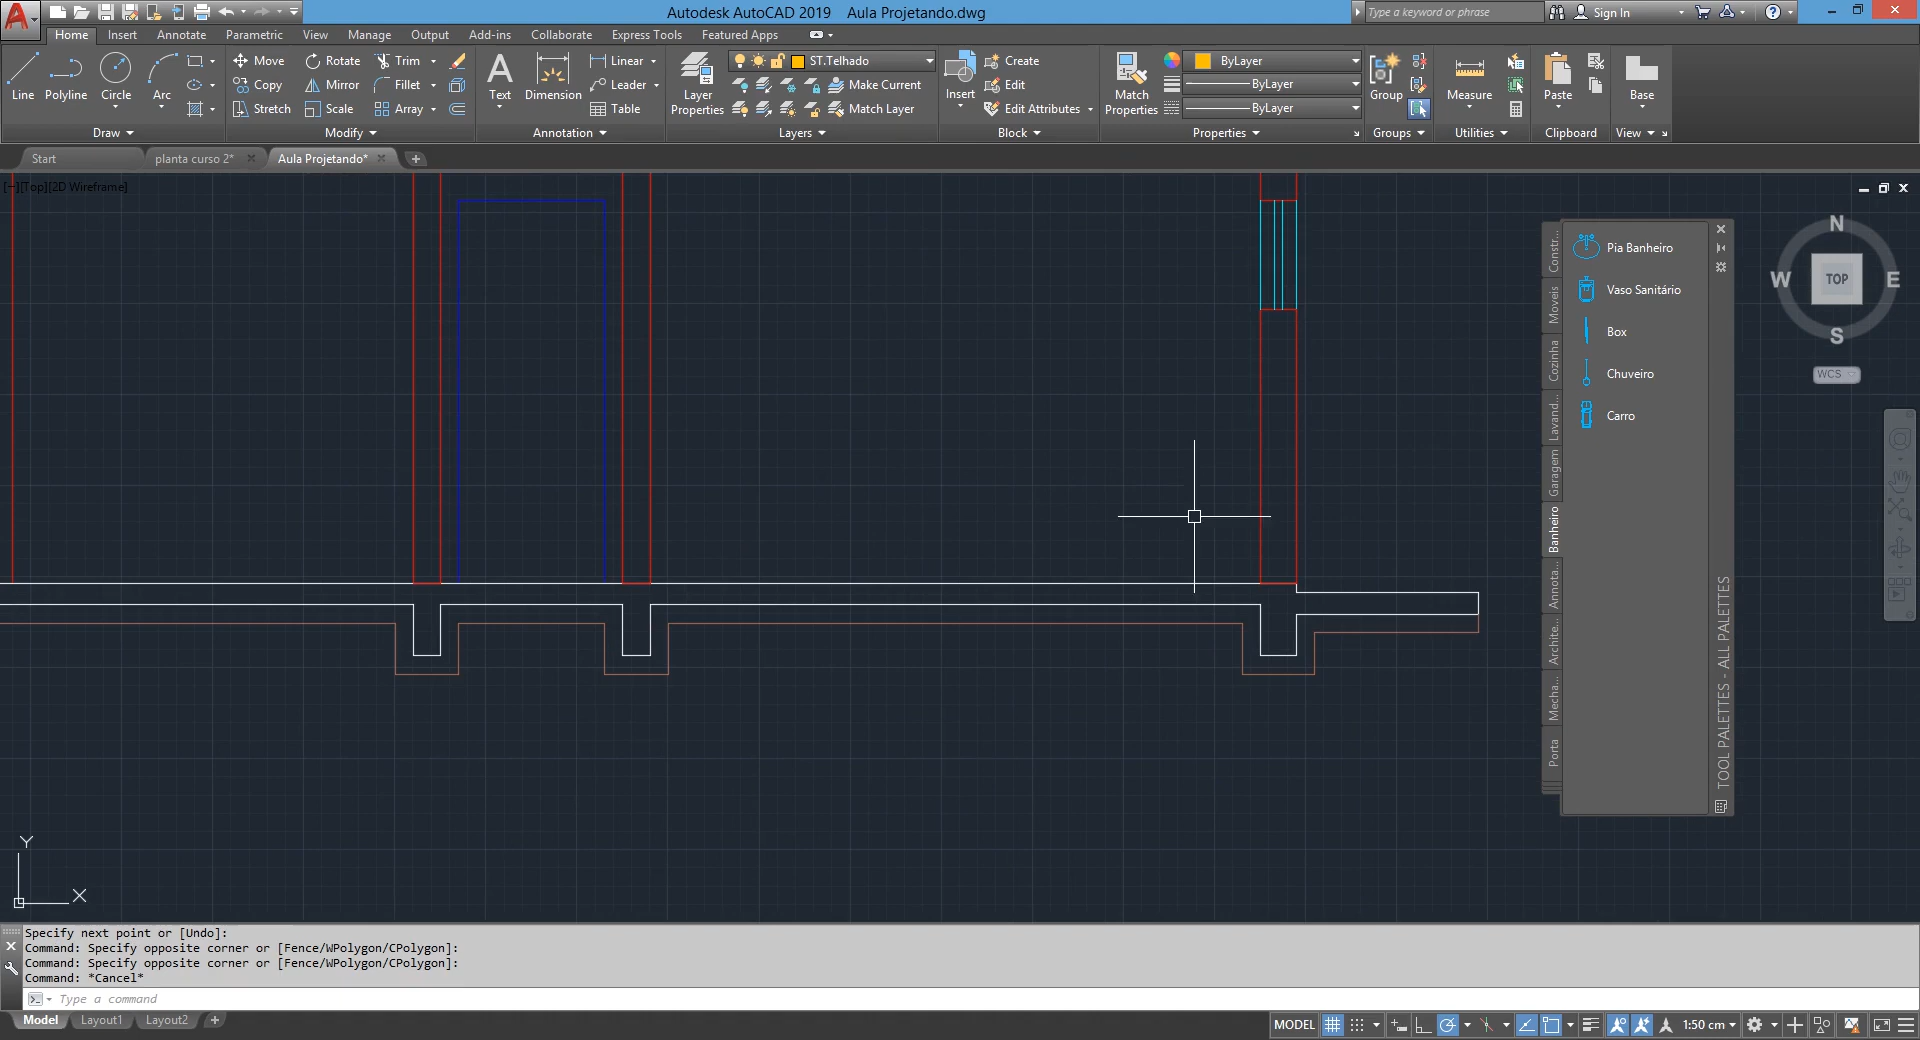 Autodesk AutoCAD 2019 Aula Projetando.dwg
Type a keyword or phrase
Sign In
Home Insert Annotate Parametric View Manage Output Add-ins Collaborate Express Tools Featured Apps
Line
Polyline
Circle
Arc
Draw
Move
Rotate
Trim
Copy
Mirror
Fillet
Stretch
Scale
Array
Modify
Text
Dimension
Linear
Leader
Table
Annotation
Layer
Properties
ST.Telhado
Make Current
Match Layer
Layers
Insert
Create
Edit
Edit Attributes
Block
Match
Properties
ByLayer
ByLayer
ByLayer
Properties
Group
Groups
Measure
Utilities
Paste
Clipboard
Base
View
Start
planta curso 2*
Aula Projetando*
[−][Top][2D Wireframe]
Constr...
Moveis
Cozinha
Lavand...
Garagem
Banheiro
Annota...
Archite...
Mecha...
Porta
Pia Banheiro
Vaso Sanitário
Box
Chuveiro
Carro
TOOL PALETTES - ALL PALETTES
N
W
TOP
E
S
WCS
Y
X
Specify next point or [Undo]:
Command: Specify opposite corner or [Fence/WPolygon/CPolygon]:
Command: Specify opposite corner or [Fence/WPolygon/CPolygon]:
Command: *Cancel*
Type a command
Model Layout1 Layout2
MODEL
1:50 cm